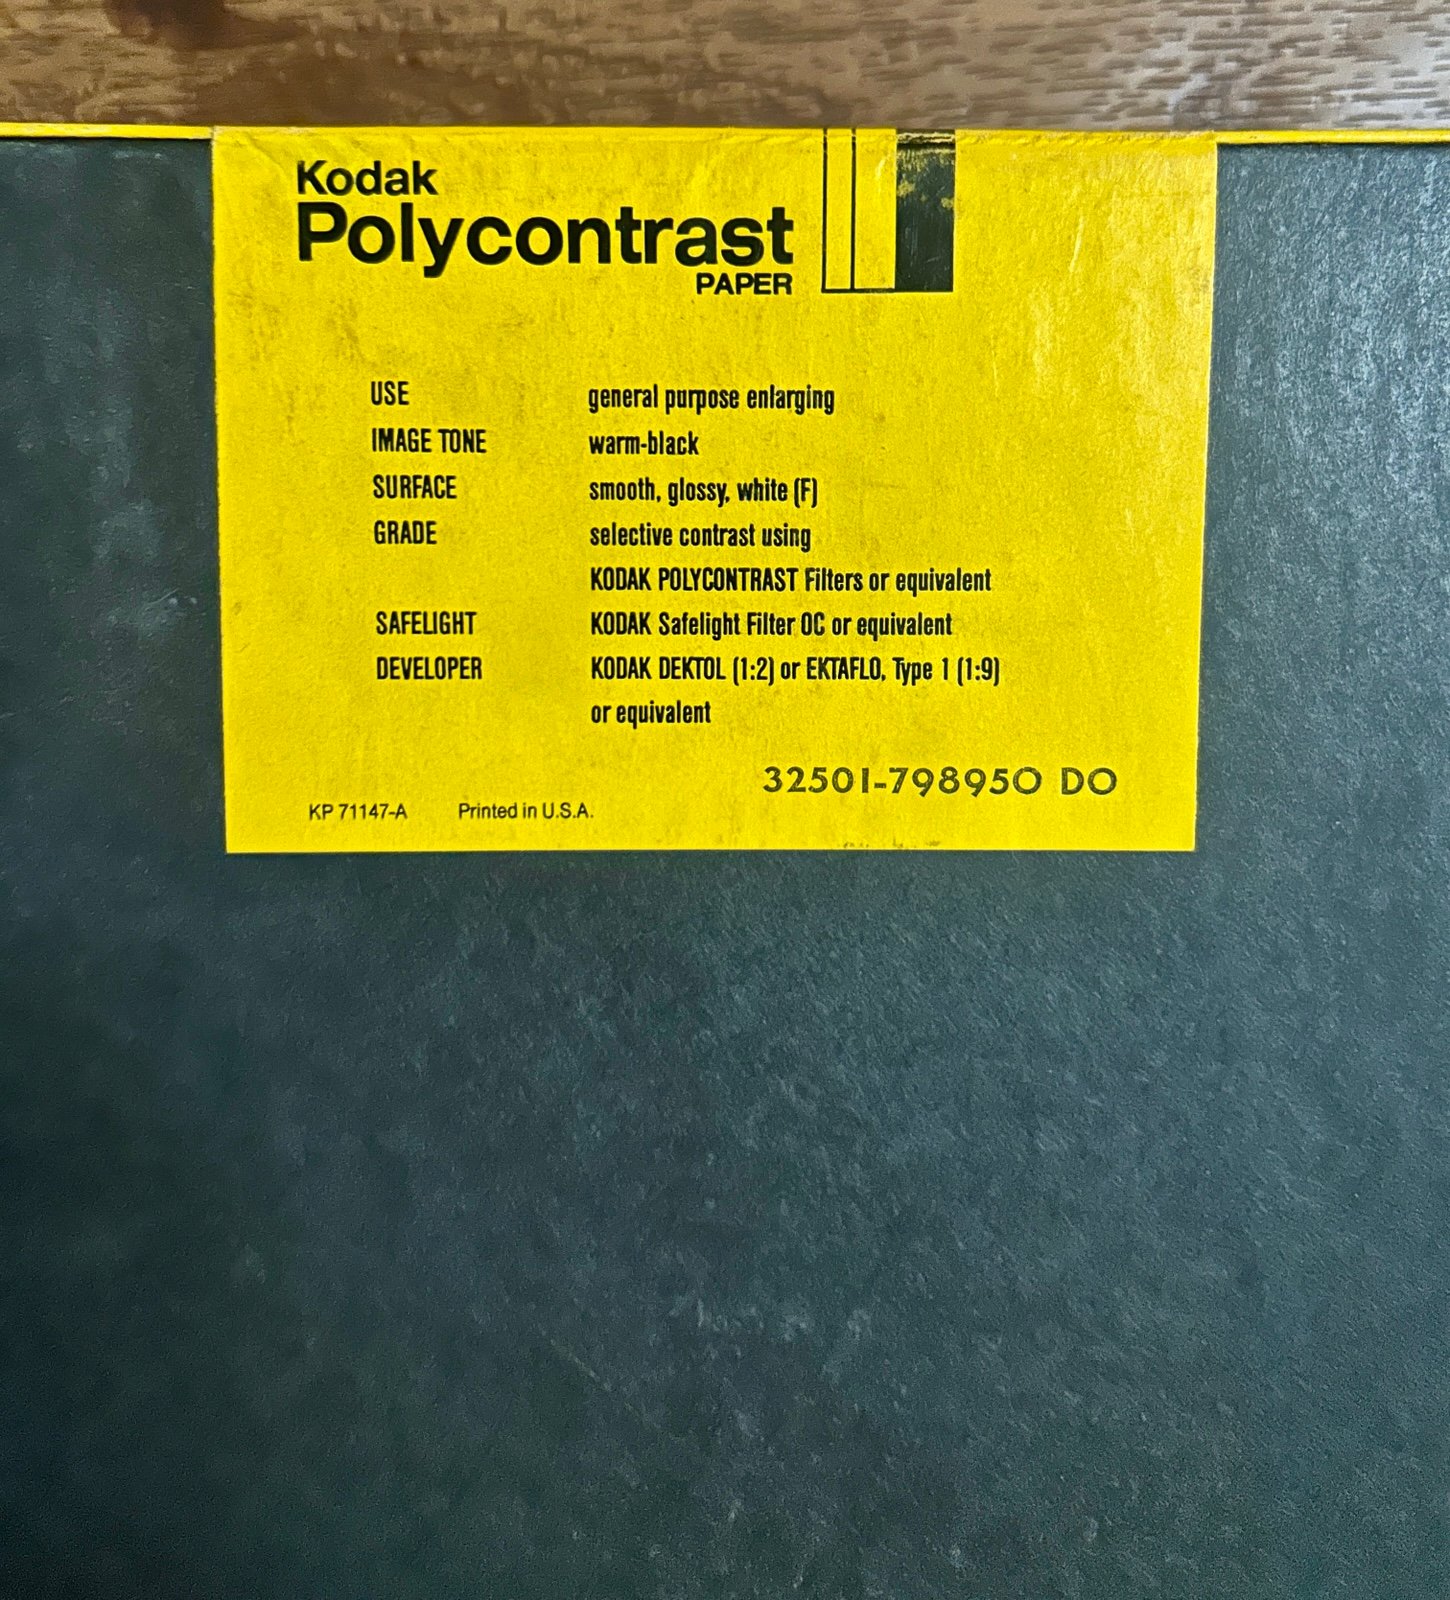 Kodak
Polycontrast
PAPER
USE general purpose enlarging
IMAGE TONE warm-black
SURFACE smooth, glossy, white (F)
GRADE selective contrast using
KODAK POLYCONTRAST Filters or equivalent
SAFELIGHT KODAK Safelight Filter OC or equivalent
DEVELOPER KODAK DEKTOL (1:2) or EKTAFLO, Type 1 (1:9)
or equivalent
32501-798950 DO
KP 71147-A Printed in U.S.A.